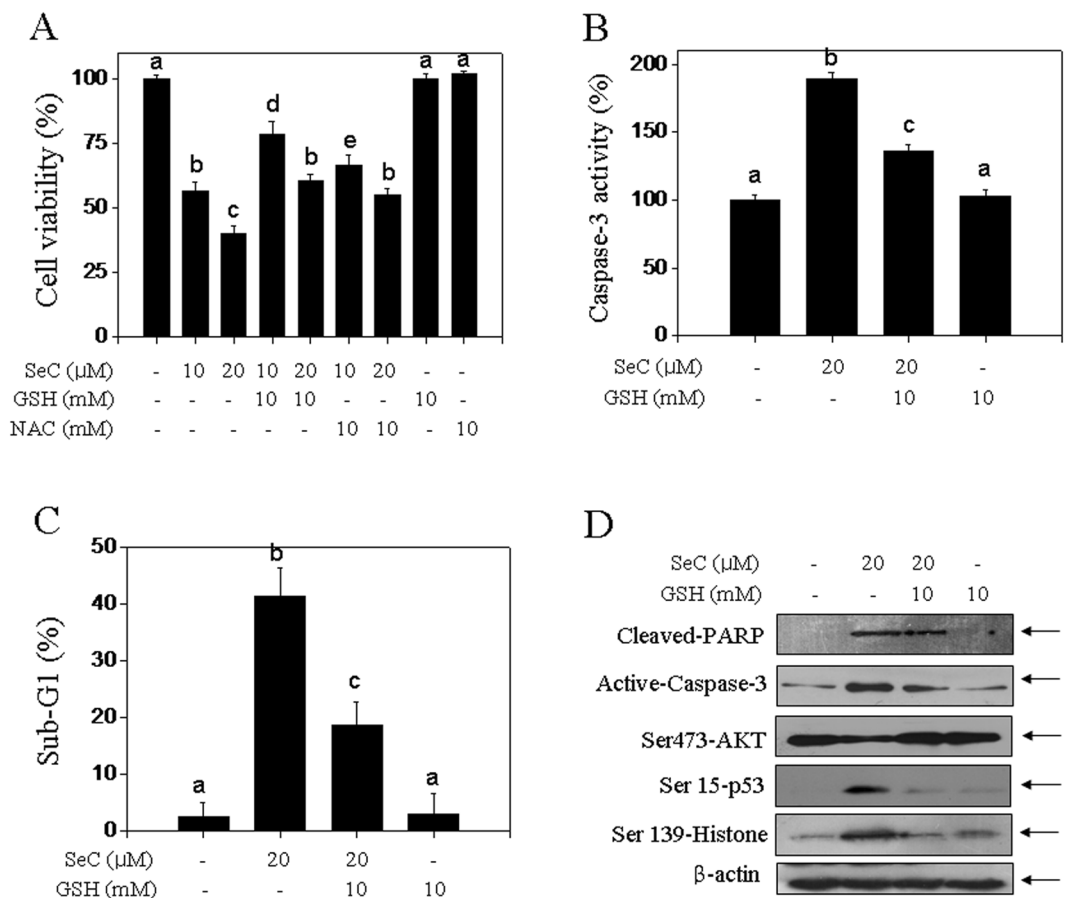 A
Cell viability (%)
100
75
50
25
0
a b c d b e b a a
SeC (µM) - 10 20 10 20 10 20 - -
GSH (mM) - - - 10 10 - - 10 -
NAC (mM) - - - - - 10 10 - 10
B
Caspase-3 activity (%)
200
150
100
50
0
a b c a
SeC (µM) - 20 20 -
GSH (mM) - - 10 10
C
Sub-G1 (%)
50
40
30
20
10
0
a b c a
SeC (µM) - 20 20 -
GSH (mM) - - 10 10
D
SeC (µM) - 20 20 -
GSH (mM) - - 10 10
Cleaved-PARP
Active-Caspase-3
Ser473-AKT
Ser 15-p53
Ser 139-Histone
β-actin